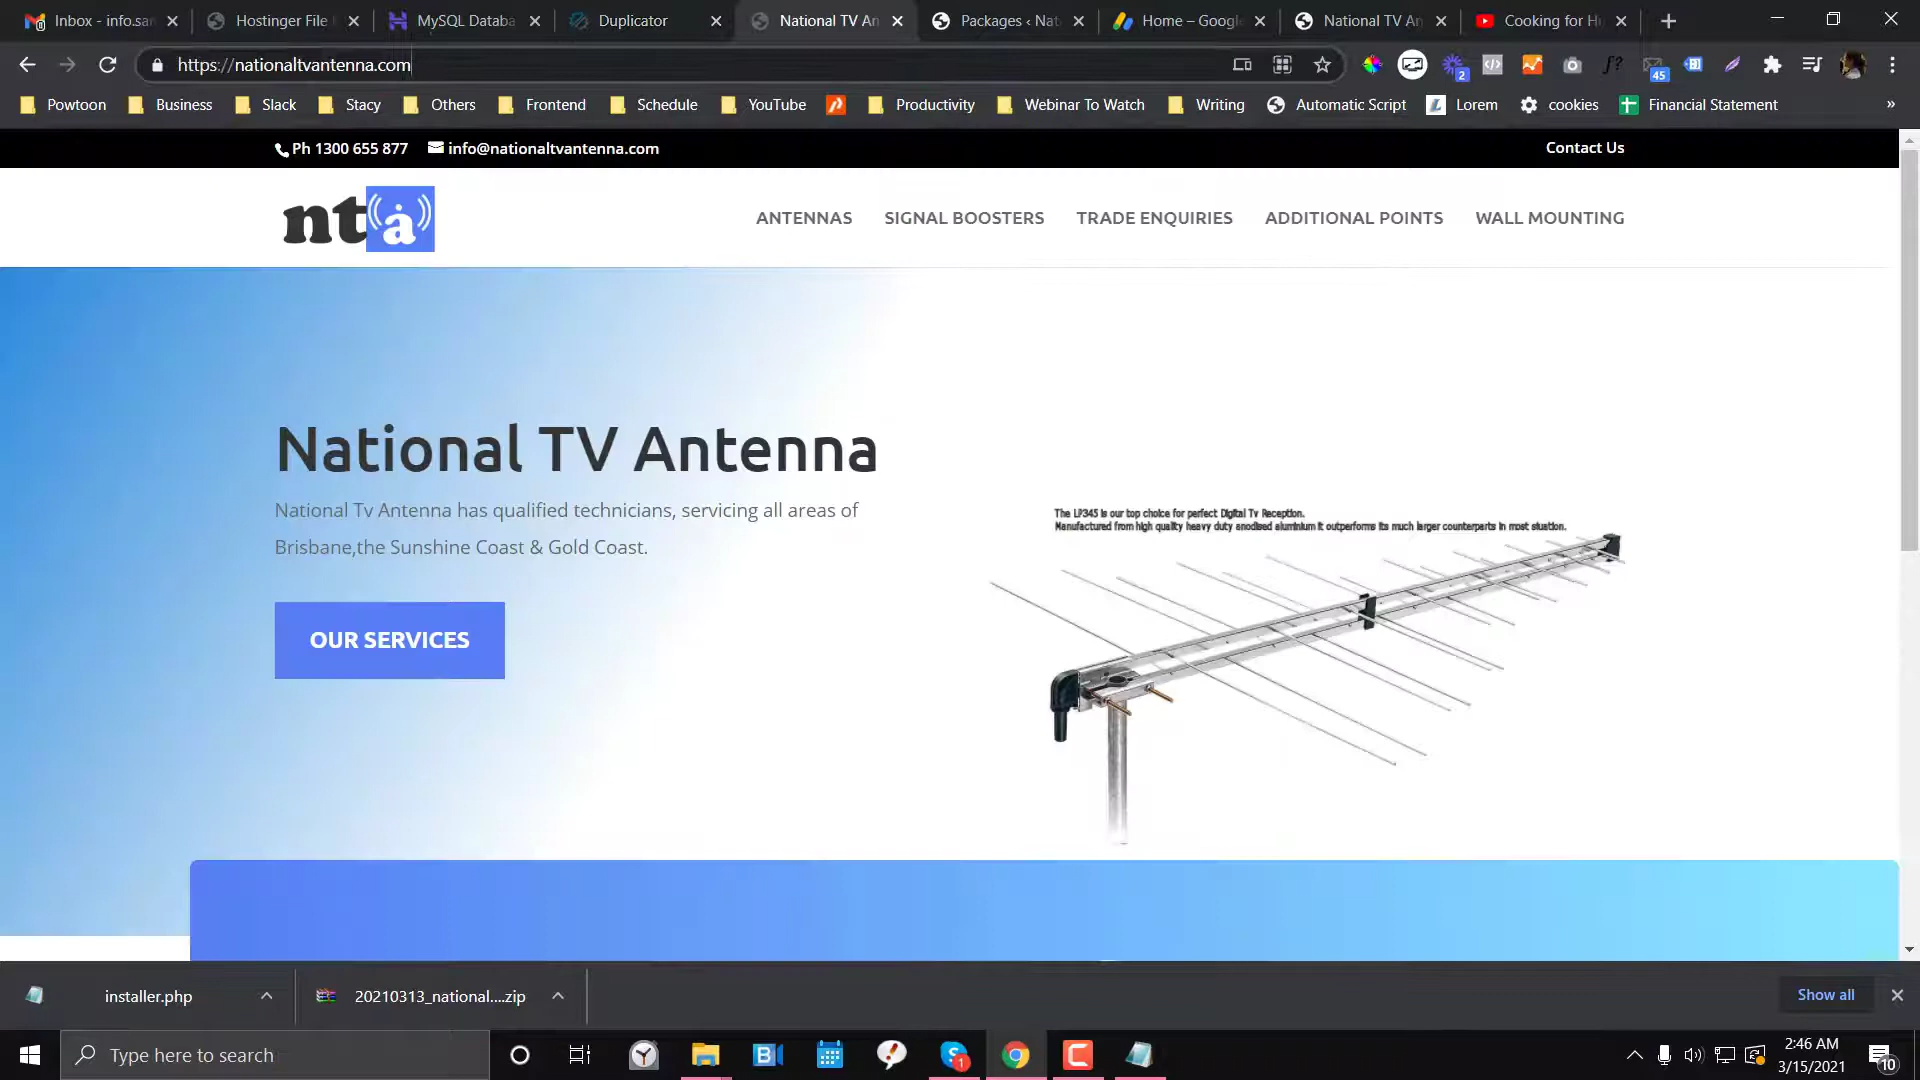 Inbox - info.san
Hostinger File
MySQL Databa
Duplicator
National TV An
Packages ‹ Nat
Home – Google
National TV An
Cooking for H
https://nationaltvantenna.com
2
45
Powtoon
Business
Slack
Stacy
Others
Frontend
Schedule
YouTube
Productivity
Webinar To Watch
Writing
Automatic Script
Lorem
cookies
Financial Statement
»
Ph 1300 655 877
info@nationaltvantenna.com
Contact Us
nta
ANTENNAS
SIGNAL BOOSTERS
TRADE ENQUIRIES
ADDITIONAL POINTS
WALL MOUNTING
National TV Antenna
National Tv Antenna has qualified technicians, servicing all areas of
Brisbane,the Sunshine Coast & Gold Coast.
The LP345 is our top choice for perfect Digital Tv Reception.
Manufactured from high quality heavy duty anodised aluminium it outperforms its much larger counterparts in most situation.
OUR SERVICES
installer.php
20210313_national....zip
Show all
Type here to search
1
2:46 AM
3/15/2021
10